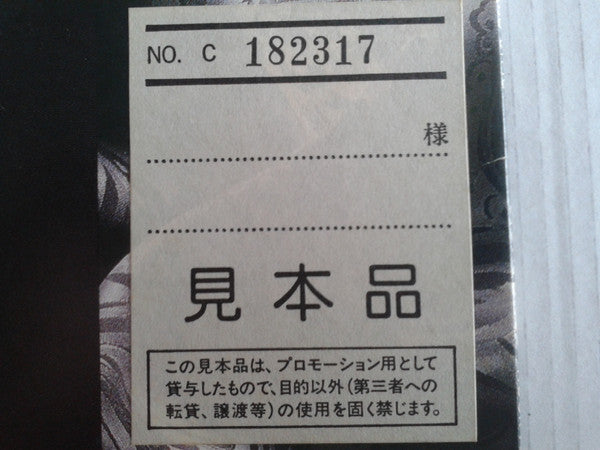 NO. C 182317
様
見本品
この見本品は、プロモーション用として
貸与したもので、目的以外(第三者への
転貸、譲渡等)の使用を固く禁じます。